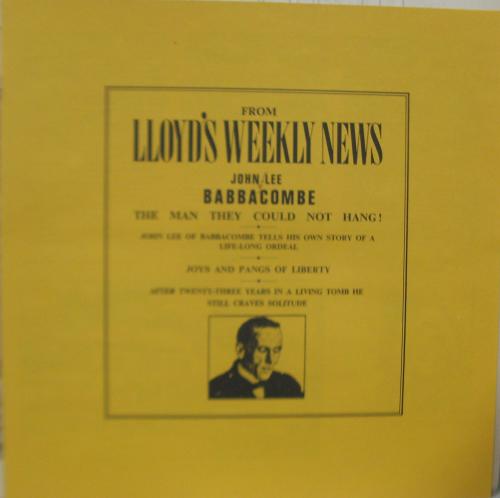 FROM
LLOYD'S WEEKLY NEWS
JOHN LEE
BABBACOMBE
THE MAN THEY COULD NOT HANG!
JOHN LEE OF BABBACOMBE TELLS HIS OWN STORY OF A
LIFE-LONG ORDEAL
JOYS AND PANGS OF LIBERTY
AFTER TWENTY-THREE YEARS IN A LIVING TOMB HE
STILL CRAVES SOLITUDE